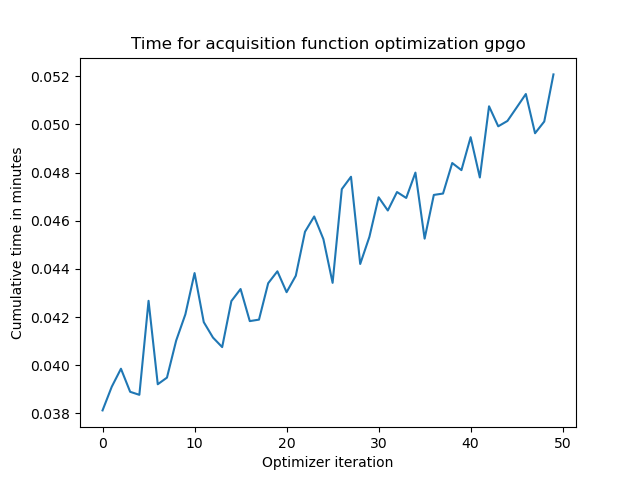 Time for acquisition function optimization gpgo
0.052
0.050
0.048
0.046
0.044
0.042
0.040
0.038
Cumulative time in minutes
0 10 20 30 40 50
Optimizer iteration